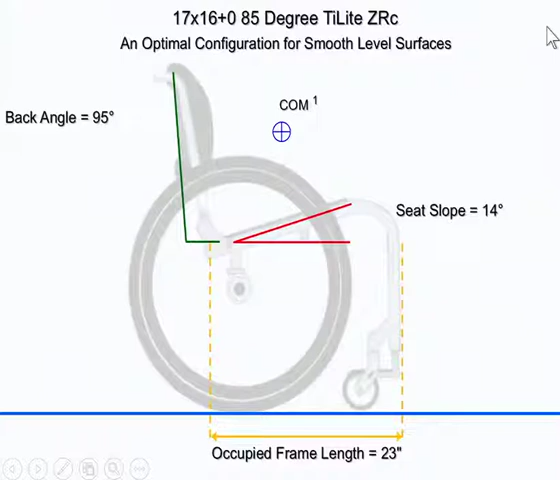 17x16+0 85 Degree TiLite ZRc
An Optimal Configuration for Smooth Level Surfaces
COM 1
Back Angle = 95°
Seat Slope = 14°
Occupied Frame Length = 23"